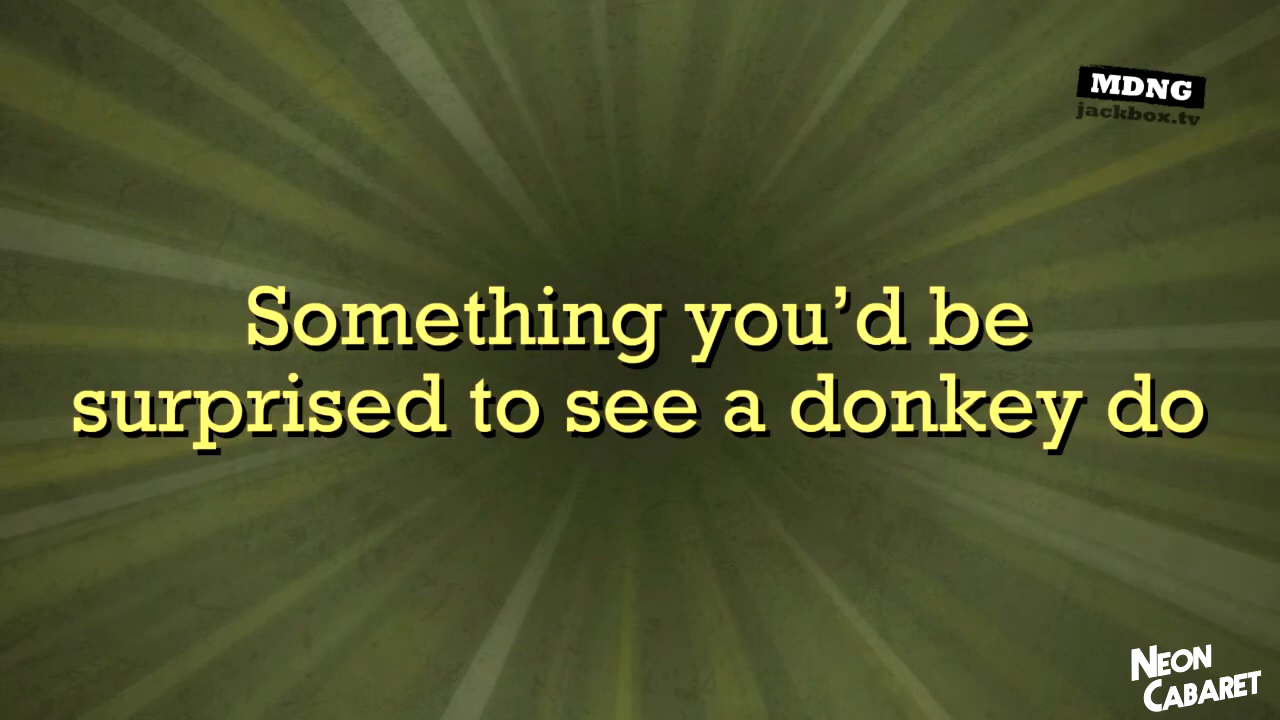 MDNG
jackbox.tv
Something you’d be
surprised to see a donkey do
NEON
CABARET